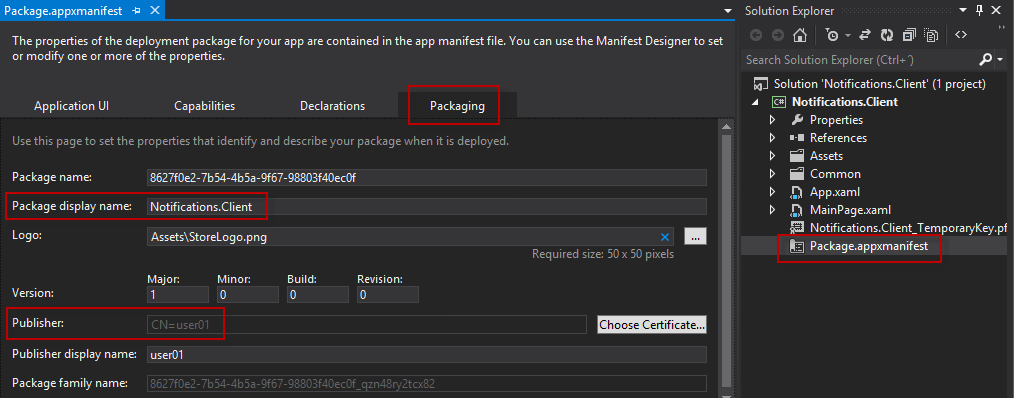 Package.appxmanifest
The properties of the deployment package for your app are contained in the app manifest file. You can use the Manifest Designer to set
or modify one or more of the properties.
Application UI
Capabilities
Declarations
Packaging
Use this page to set the properties that identify and describe your package when it is deployed.
Package name: 8627f0e2-7b54-4b5a-9f67-98803f40ec0f
Package display name: Notifications.Client
Logo: Assets\StoreLogo.png ...
Required size: 50 x 50 pixels
Major: Minor: Build: Revision:
Version: 1 0 0 0
Publisher: CN=user01 Choose Certificate...
Publisher display name: user01
Package family name: 8627f0e2-7b54-4b5a-9f67-98803f40ec0f_qzn48ry2tcx82
Solution Explorer
Search Solution Explorer (Ctrl+´)
Solution 'Notifications.Client' (1 project)
C# Notifications.Client
Properties
References
Assets
Common
App.xaml
MainPage.xaml
Notifications.Client_TemporaryKey.pf
Package.appxmanifest